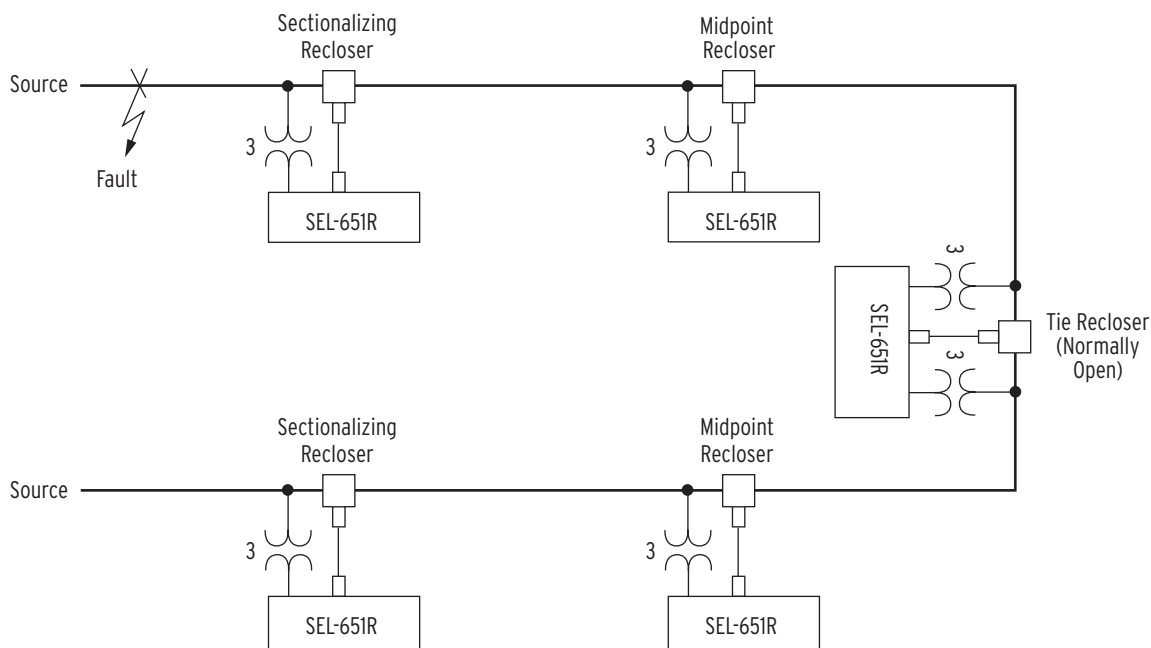 Sectionalizing
Recloser
Midpoint
Recloser
Source
3
3
Fault
SEL-651R
SEL-651R
3
SEL-651R
3
Tie Recloser
(Normally
Open)
Sectionalizing
Recloser
Midpoint
Recloser
Source
3
3
SEL-651R
SEL-651R